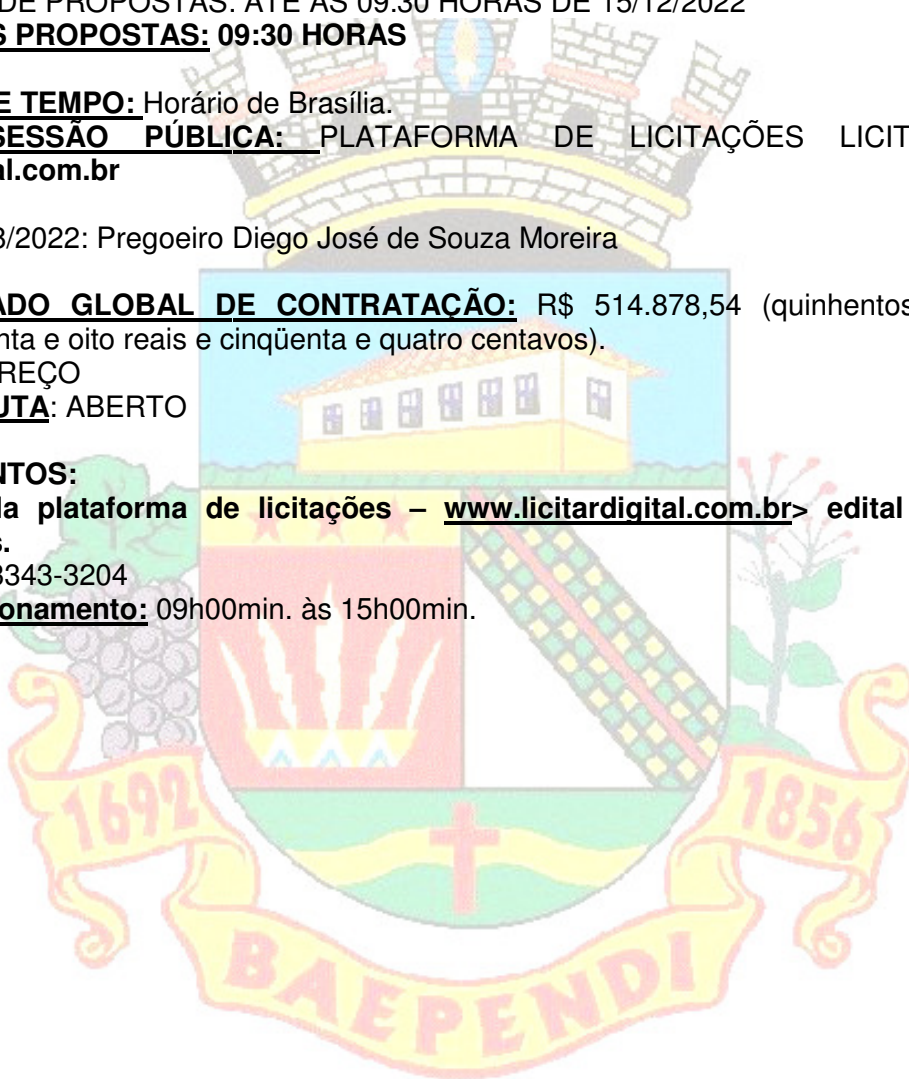 DE PROPOSTAS: ATÉ AS 09:30 HORAS DE 15/12/2022
S PROPOSTAS: 09:30 HORAS
E TEMPO: Horário de Brasília.
SESSÃO PÚBLICA: PLATAFORMA DE LICITAÇÕES LICIT
al.com.br
3/2022: Pregoeiro Diego José de Souza Moreira
ADO GLOBAL DE CONTRATAÇÃO: R$ 514.878,54 (quinhentos
nta e oito reais e cinqüenta e quatro centavos).
REÇO
UTA: ABERTO
NTOS:
la plataforma de licitações – www.licitardigital.com.br> edital
s.
3343-3204
onamento: 09h00min. às 15h00min.
1692
1856
BAEPENDI